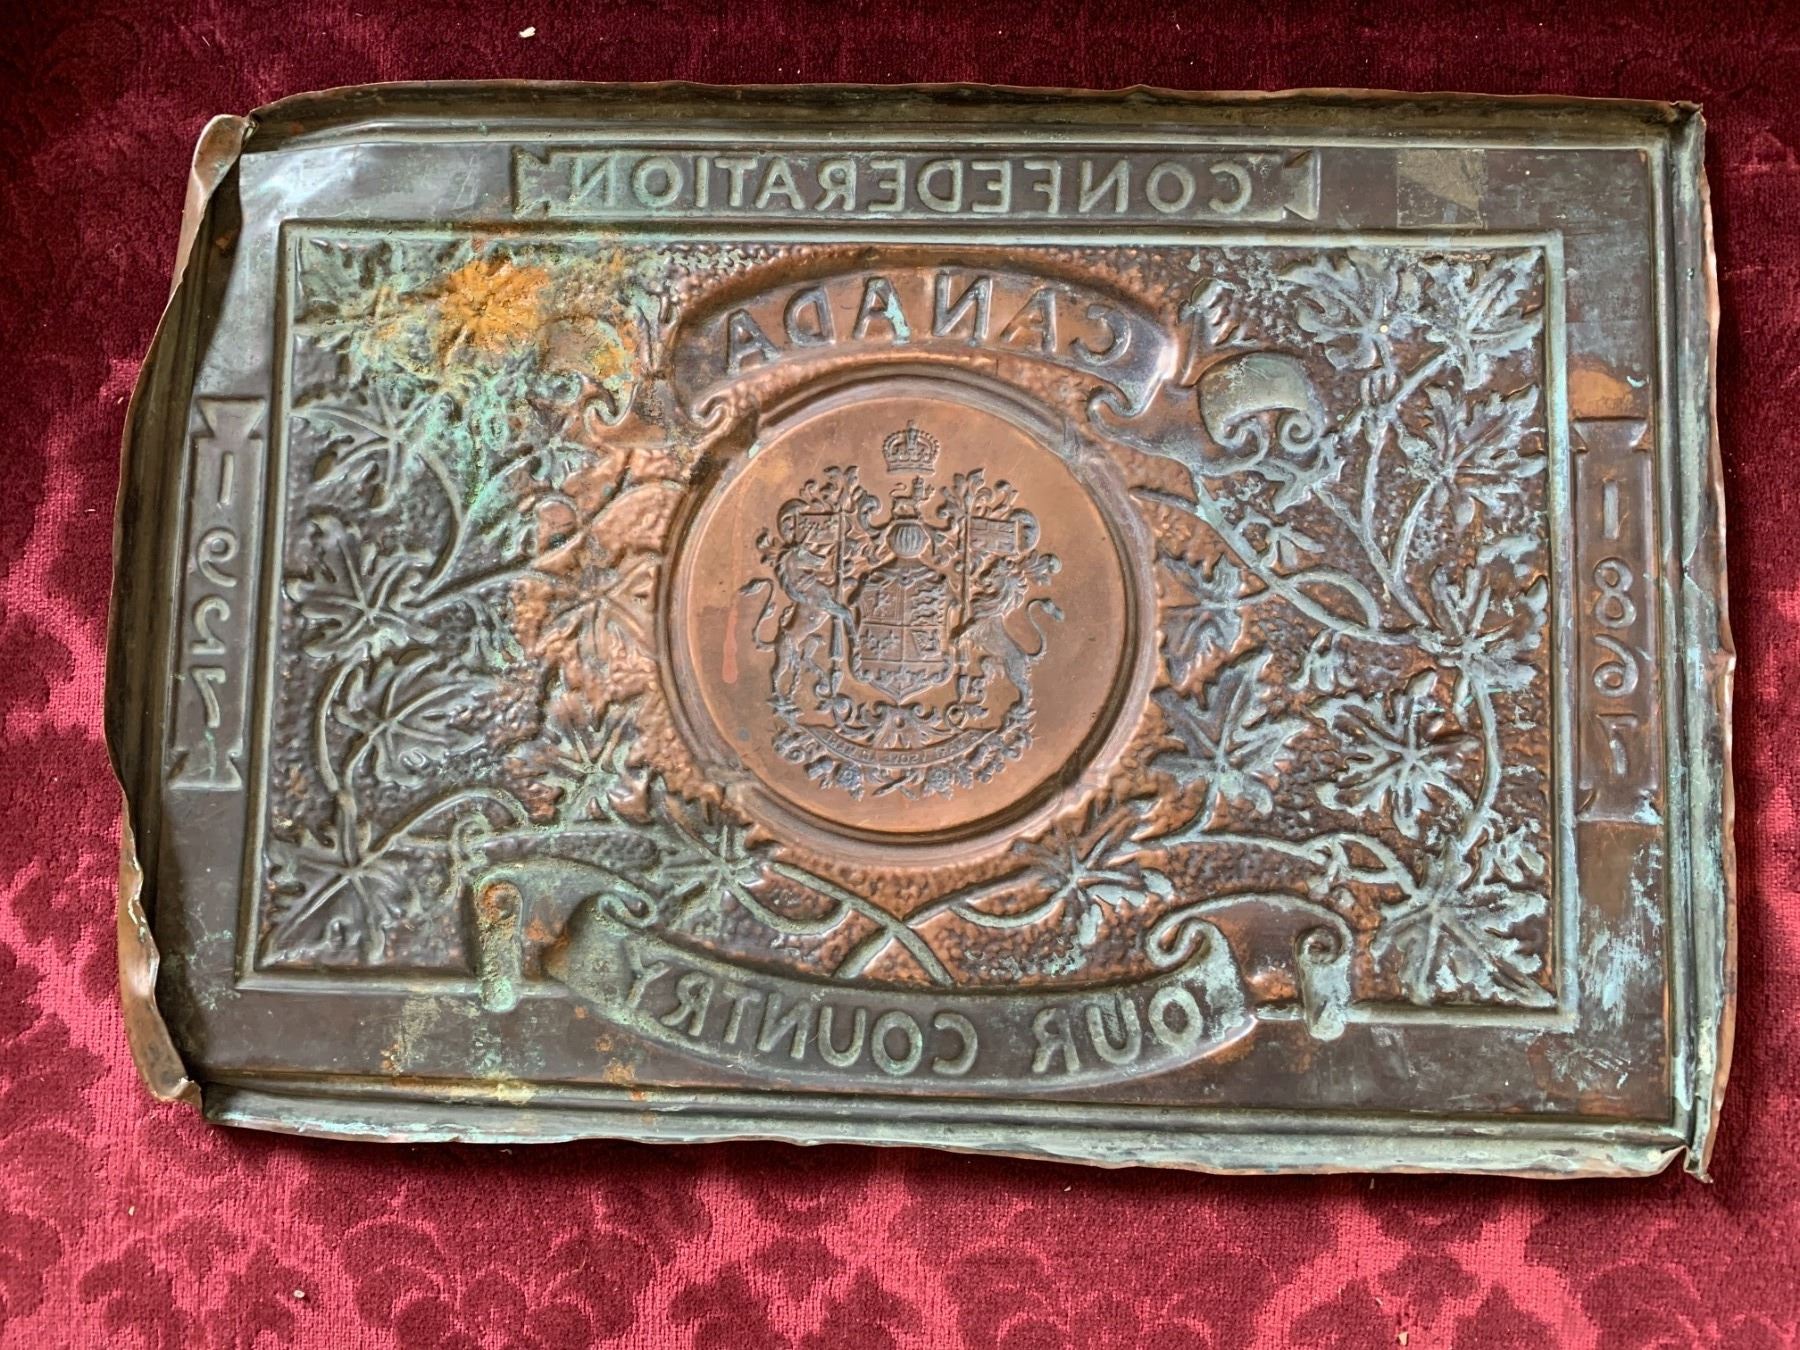 CONFEDERATION
CANADA
1867
1927
OUR COUNTRY